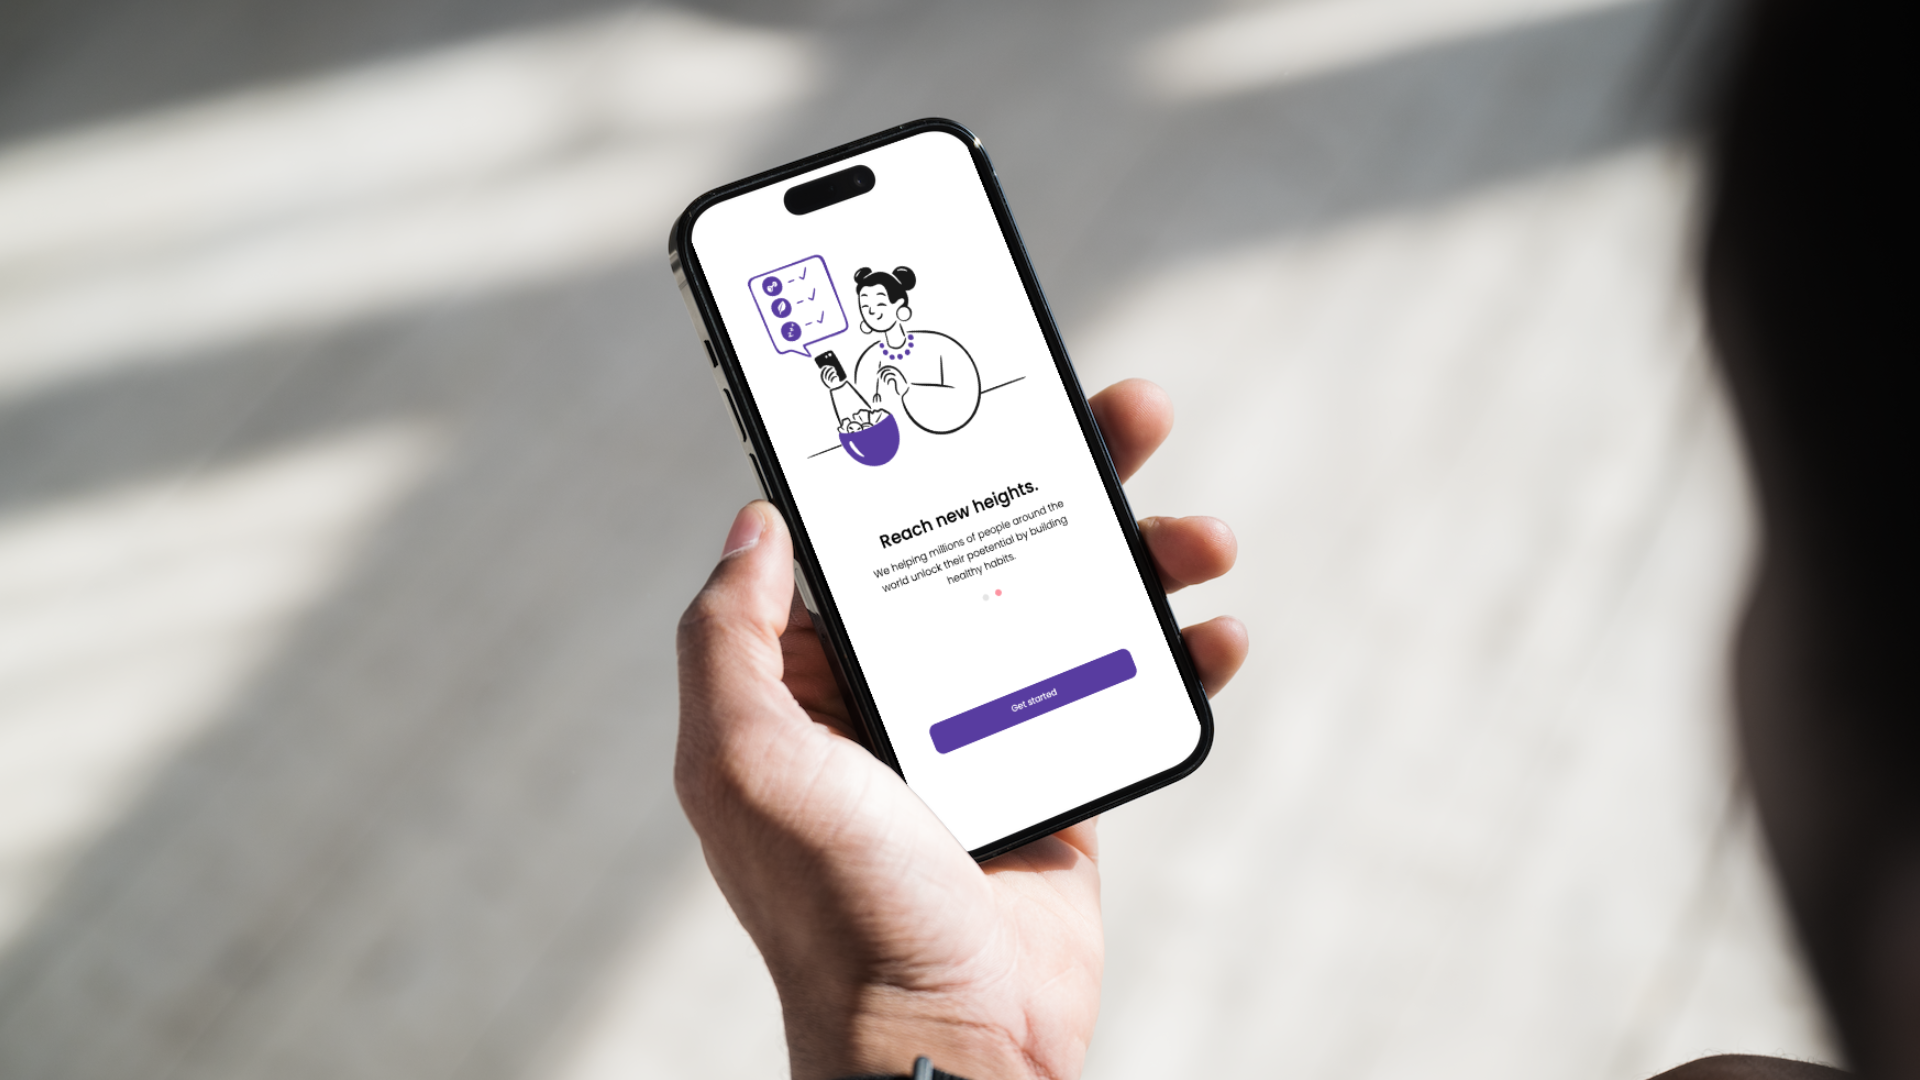 Reach new heights.
We helping millions of people around the
world unlock their poetential by building
healthy habits.
Get started